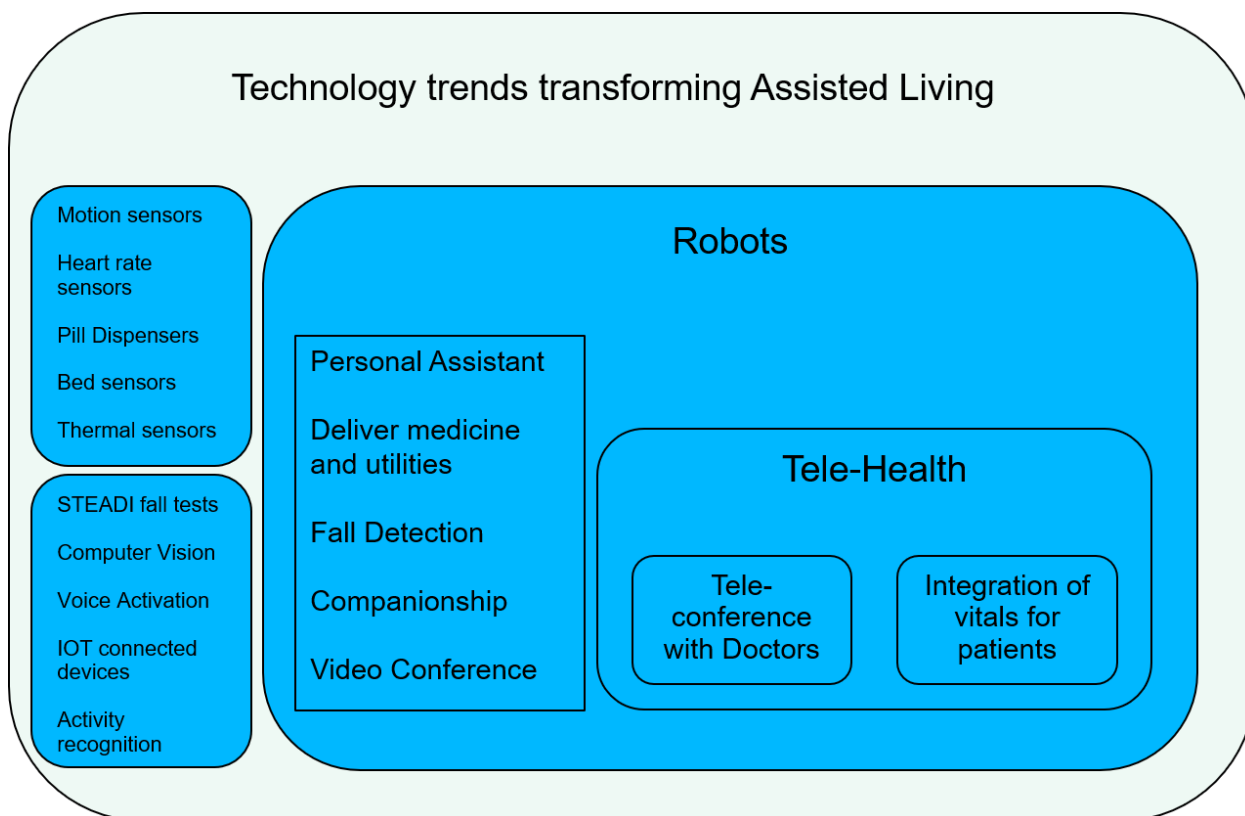 Technology trends transforming Assisted Living
Motion sensors
Heart rate
sensors
Pill Dispensers
Bed sensors
Thermal sensors
STEADI fall tests
Computer Vision
Voice Activation
IOT connected
devices
Activity
recognition
Robots
Personal Assistant
Deliver medicine
and utilities
Fall Detection
Companionship
Video Conference
Tele-Health
Tele-
conference
with Doctors
Integration of
vitals for
patients